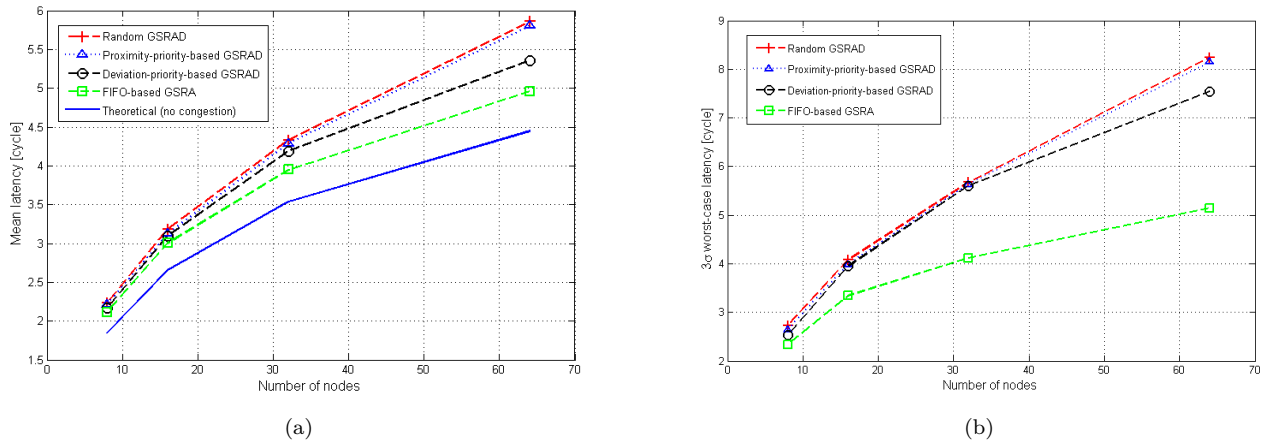 6
5.5
5
4.5
4
3.5
3
2.5
2
1.5
0
10
20
30
40
50
60
70
Mean latency [cycle]
Number of nodes
Random GSRAD
Proximity-priority-based GSRAD
Deviation-priority-based GSRAD
FIFO-based GSRA
Theoretical (no congestion)
(a)
9
8
7
6
5
4
3
2
0
10
20
30
40
50
60
70
3σ worst-case latency [cycle]
Number of nodes
Random GSRAD
Proximity-priority-based GSRAD
Deviation-priority-based GSRAD
FIFO-based GSRA
(b)